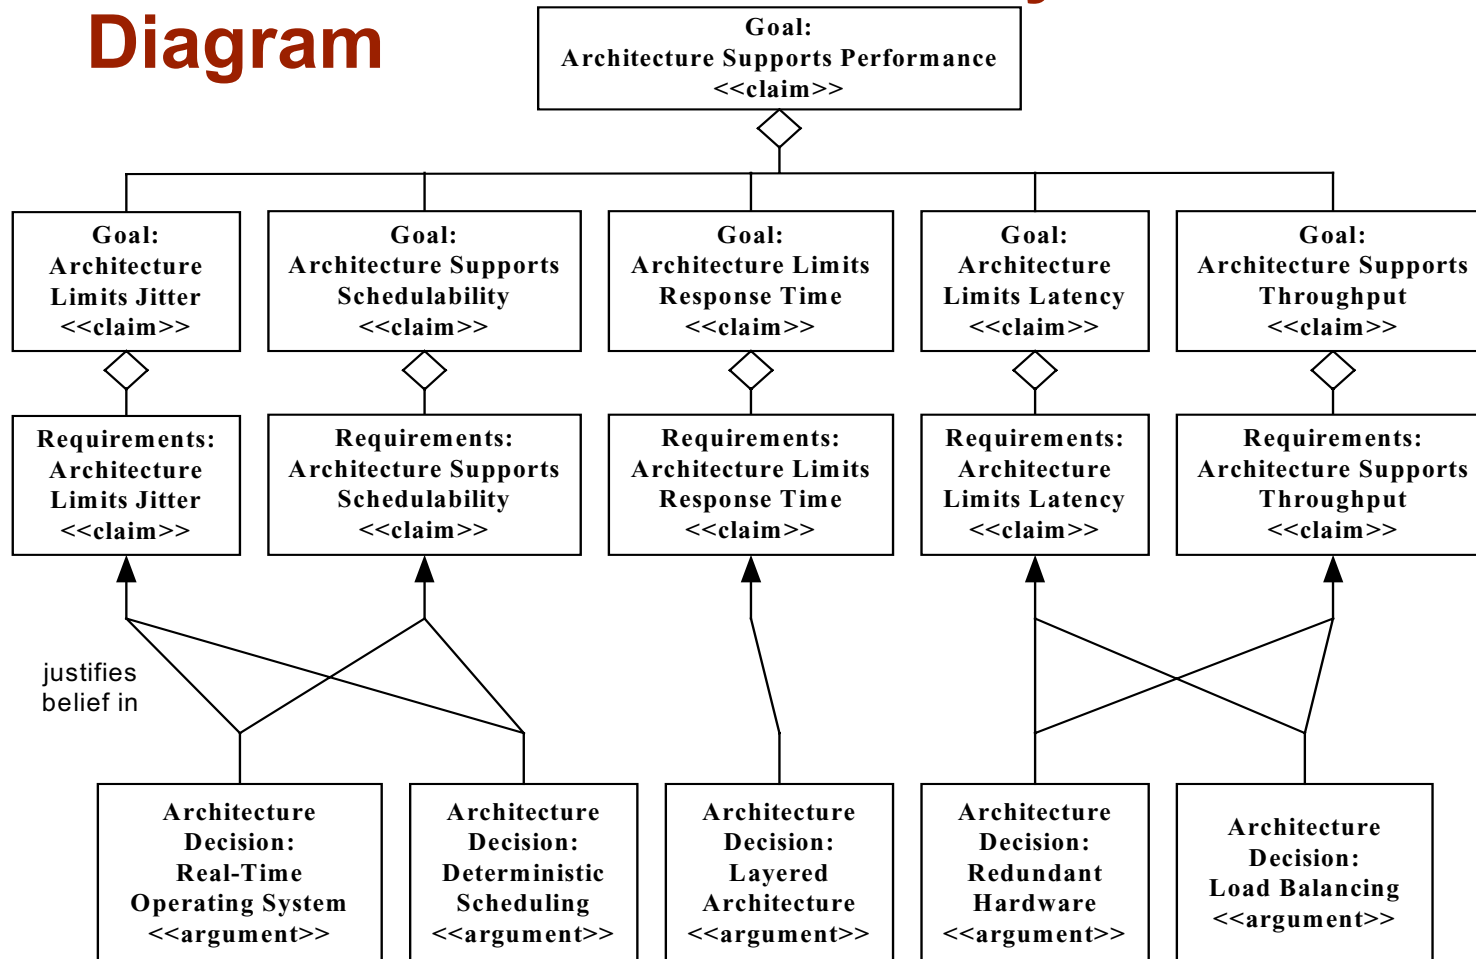 Diagram
Goal:
Architecture Supports Performance
<<claim>>
Goal:
Architecture
Limits Jitter
<<claim>>
Goal:
Architecture Supports
Schedulability
<<claim>>
Goal:
Architecture Limits
Response Time
<<claim>>
Goal:
Architecture
Limits Latency
<<claim>>
Goal:
Architecture Supports
Throughput
<<claim>>
Requirements:
Architecture
Limits Jitter
<<claim>>
Requirements:
Architecture Supports
Schedulability
<<claim>>
Requirements:
Architecture Limits
Response Time
<<claim>>
Requirements:
Architecture
Limits Latency
<<claim>>
Requirements:
Architecture Supports
Throughput
<<claim>>
justifies
belief in
Architecture
Decision:
Real-Time
Operating System
<<argument>>
Architecture
Decision:
Deterministic
Scheduling
<<argument>>
Architecture
Decision:
Layered
Architecture
<<argument>>
Architecture
Decision:
Redundant
Hardware
<<argument>>
Architecture
Decision:
Load Balancing
<<argument>>